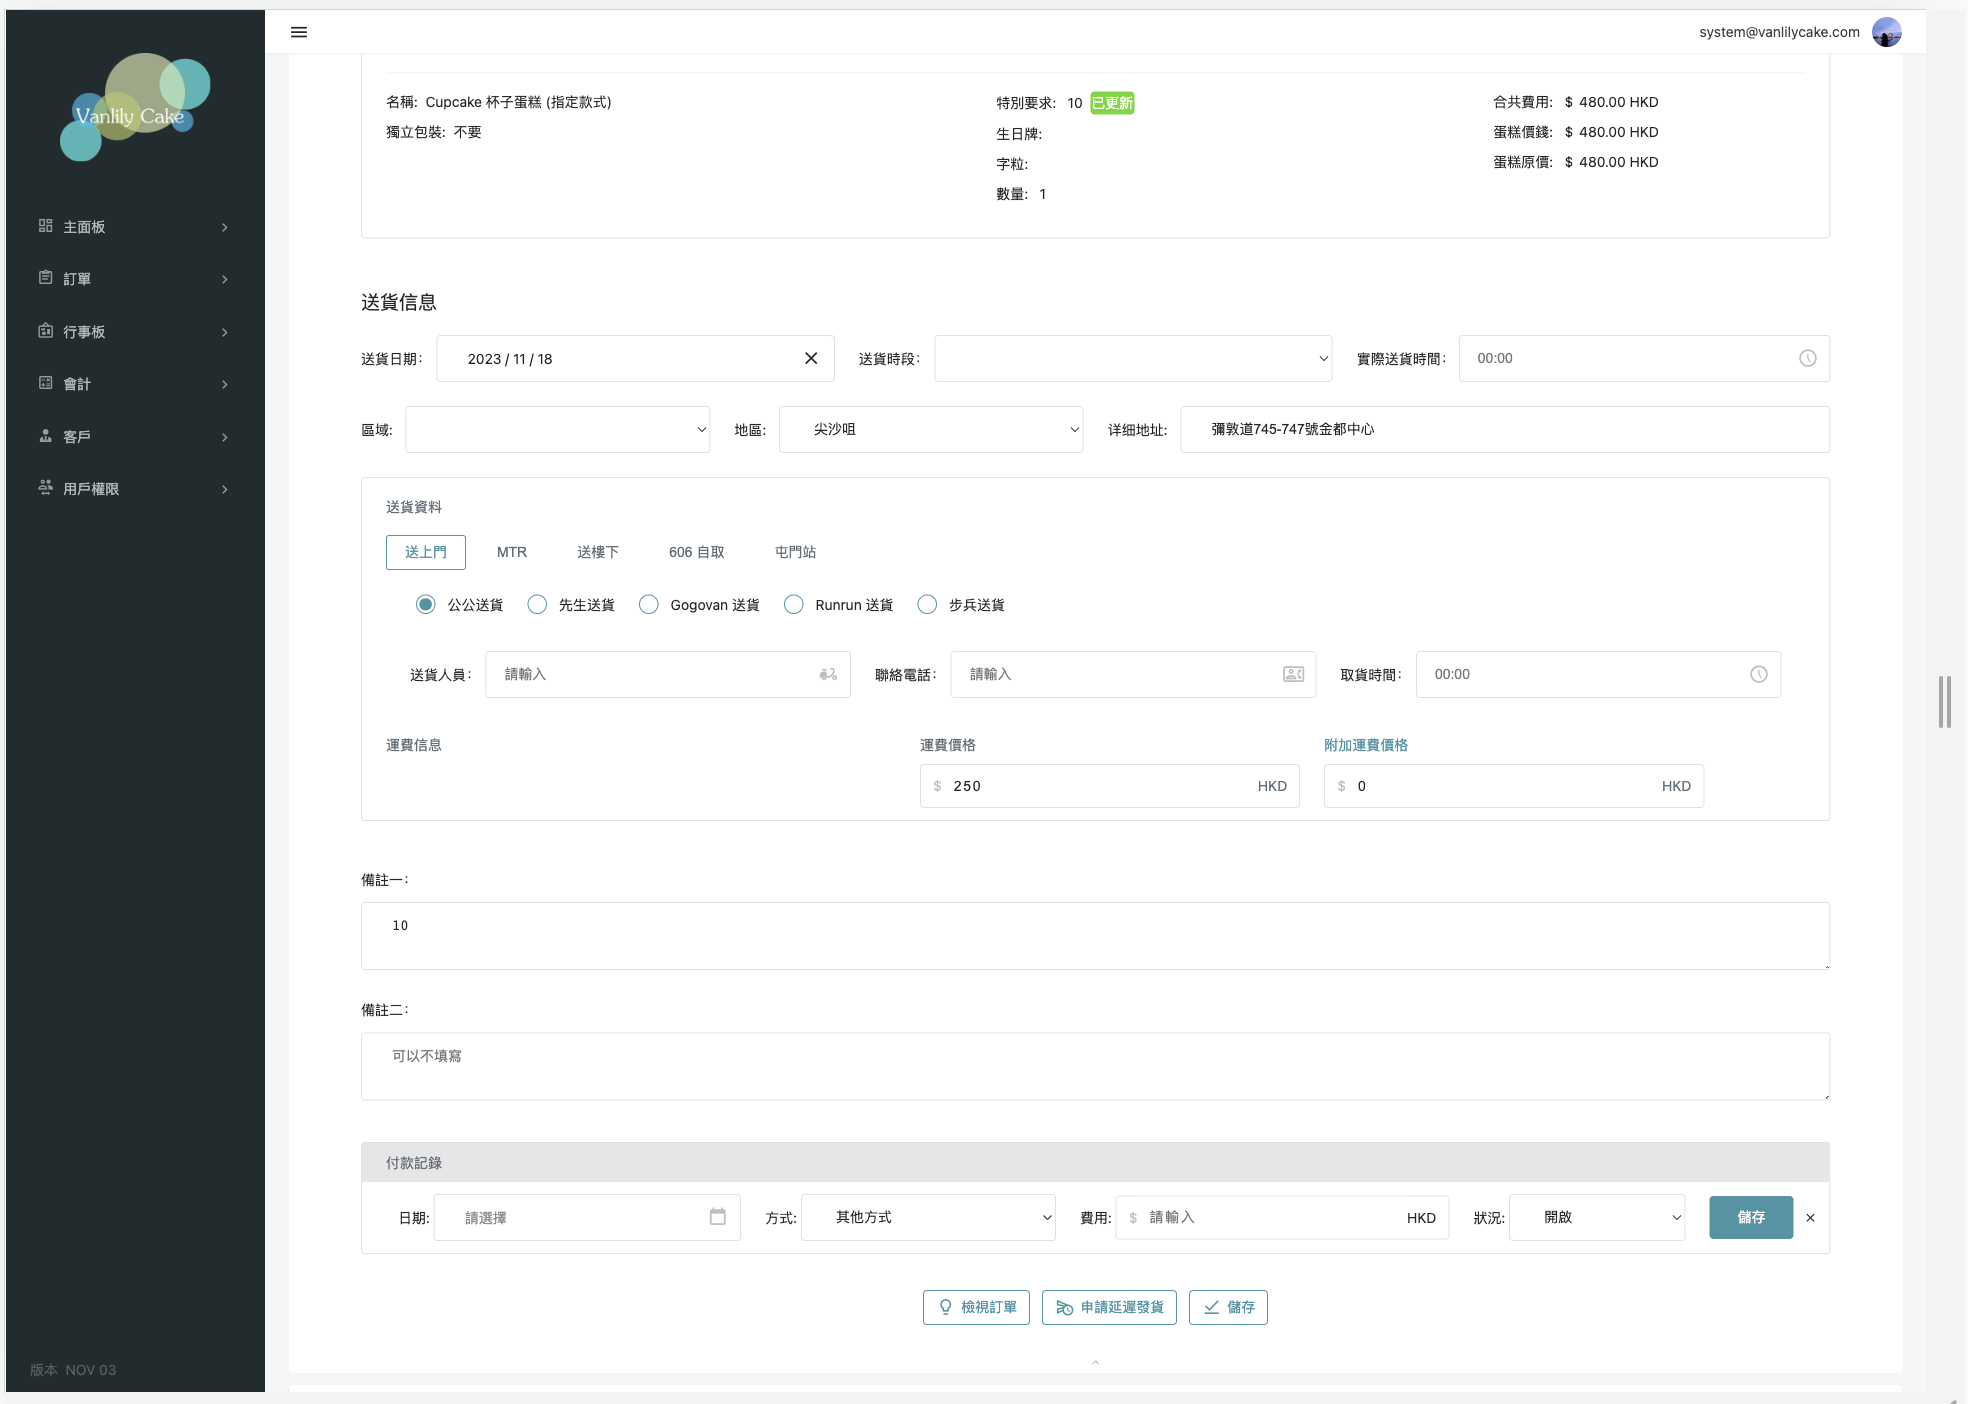 Vanlily Cake
主面板
訂單
行事板
會計
客戶
用戶權限
版本 NOV 03
system@vanlilycake.com
名稱: Cupcake 杯子蛋糕 (指定款式)
獨立包裝: 不要
特別要求: 10 已更新
生日牌:
字粒:
數量: 1
合共費用: $ 480.00 HKD
蛋糕價錢: $ 480.00 HKD
蛋糕原價: $ 480.00 HKD
送貨信息
送貨日期: 2023 / 11 / 18 送貨時段: 實際送貨時間: 00:00
區域: 地區: 尖沙咀 详细地址: 彌敦道745-747號金都中心
送貨資料
送上門 MTR 送樓下 606 自取 屯門站
公公送貨 先生送貨 Gogovan 送貨 Runrun 送貨 步兵送貨
送貨人員: 請輸入 聯絡電話: 請輸入 取貨時間: 00:00
運費信息 運費價格 附加運費價格
$ 250 HKD $ 0 HKD
備註一:
10
備註二:
可以不填寫
付款記錄
日期: 請選擇 方式: 其他方式 費用: $ 請輸入 HKD 狀況: 開啟 儲存
檢視訂單 申請延遲發貨 儲存